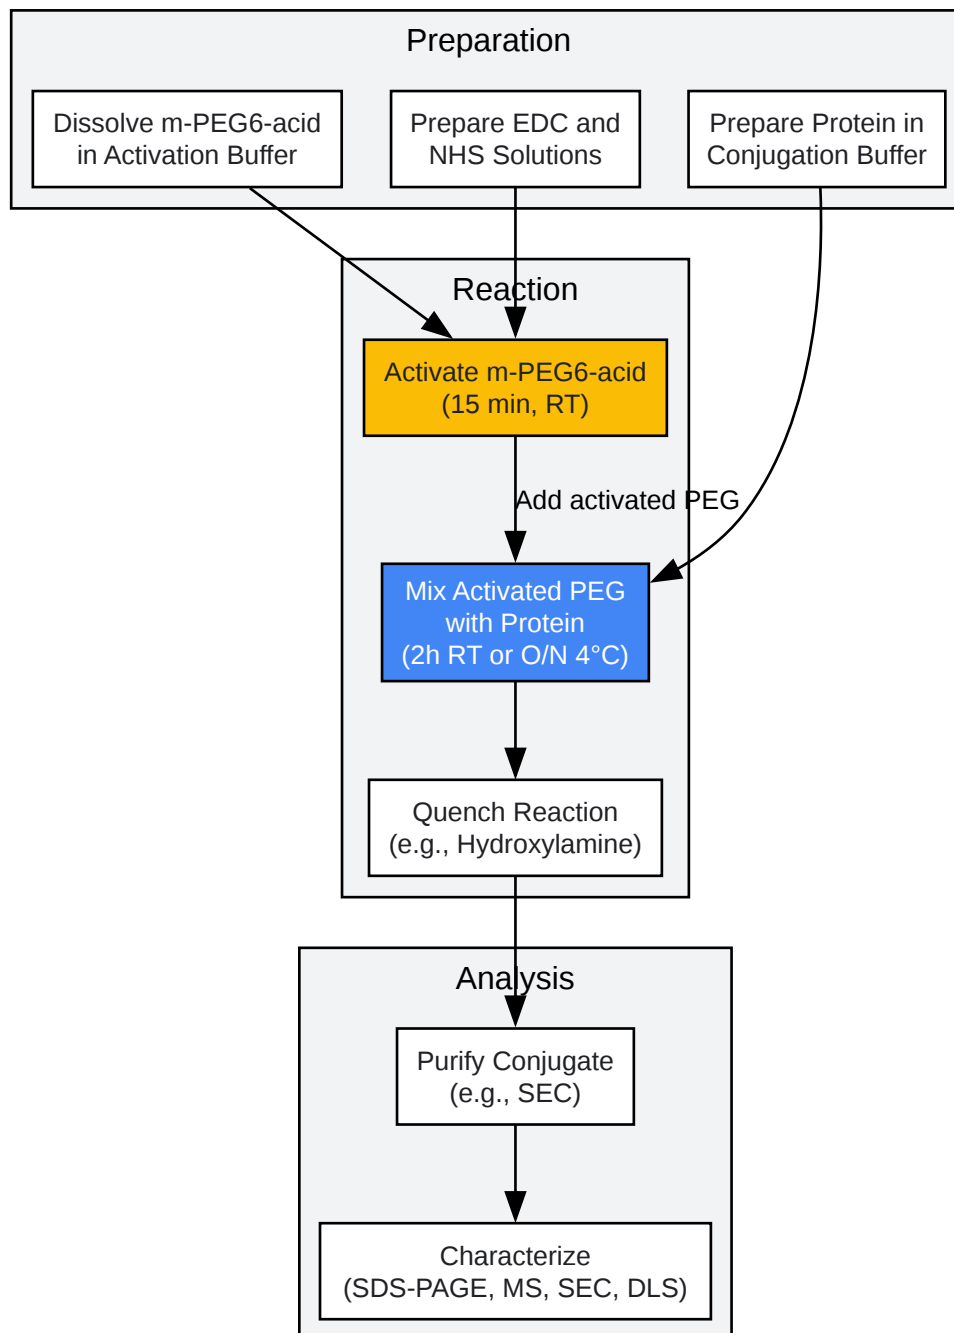 Preparation
Dissolve m-PEG6-acid
in Activation Buffer
Prepare EDC and
NHS Solutions
Prepare Protein in
Conjugation Buffer
Reaction
Activate m-PEG6-acid
(15 min, RT)
Add activated PEG
Mix Activated PEG
with Protein
(2h RT or O/N 4°C)
Quench Reaction
(e.g., Hydroxylamine)
Analysis
Purify Conjugate
(e.g., SEC)
Characterize
(SDS-PAGE, MS, SEC, DLS)